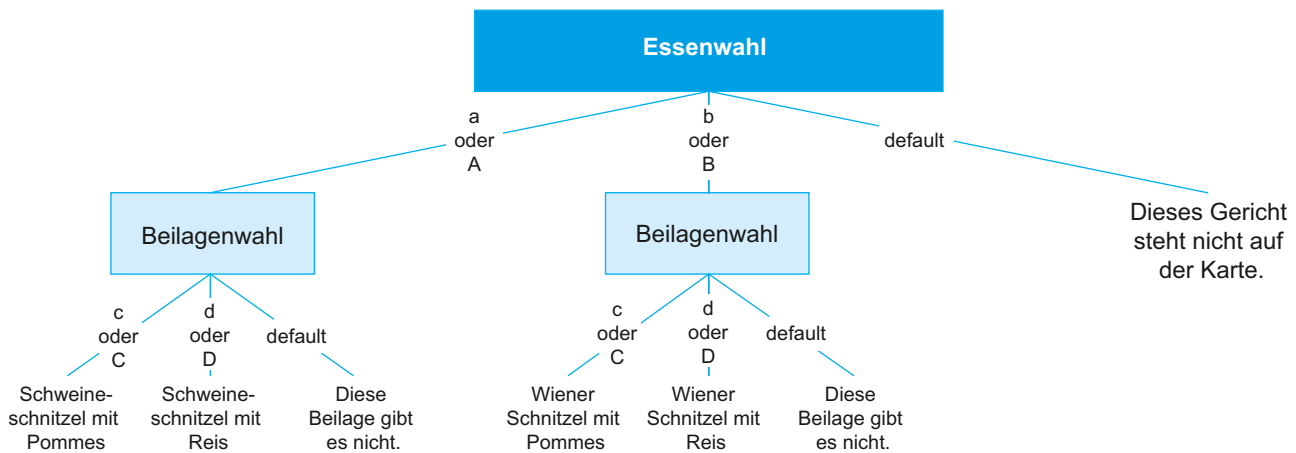 Essenwahl
a
oder
A
b
oder
B
default
Beilagenwahl
Beilagenwahl
Dieses Gericht
steht nicht auf
der Karte.
c
oder
C
d
oder
D
default
c
oder
C
d
oder
D
default
Schweine-
schnitzel mit
Pommes
Schweine-
schnitzel mit
Reis
Diese
Beilage gibt
es nicht.
Wiener
Schnitzel mit
Pommes
Wiener
Schnitzel mit
Reis
Diese
Beilage gibt
es nicht.